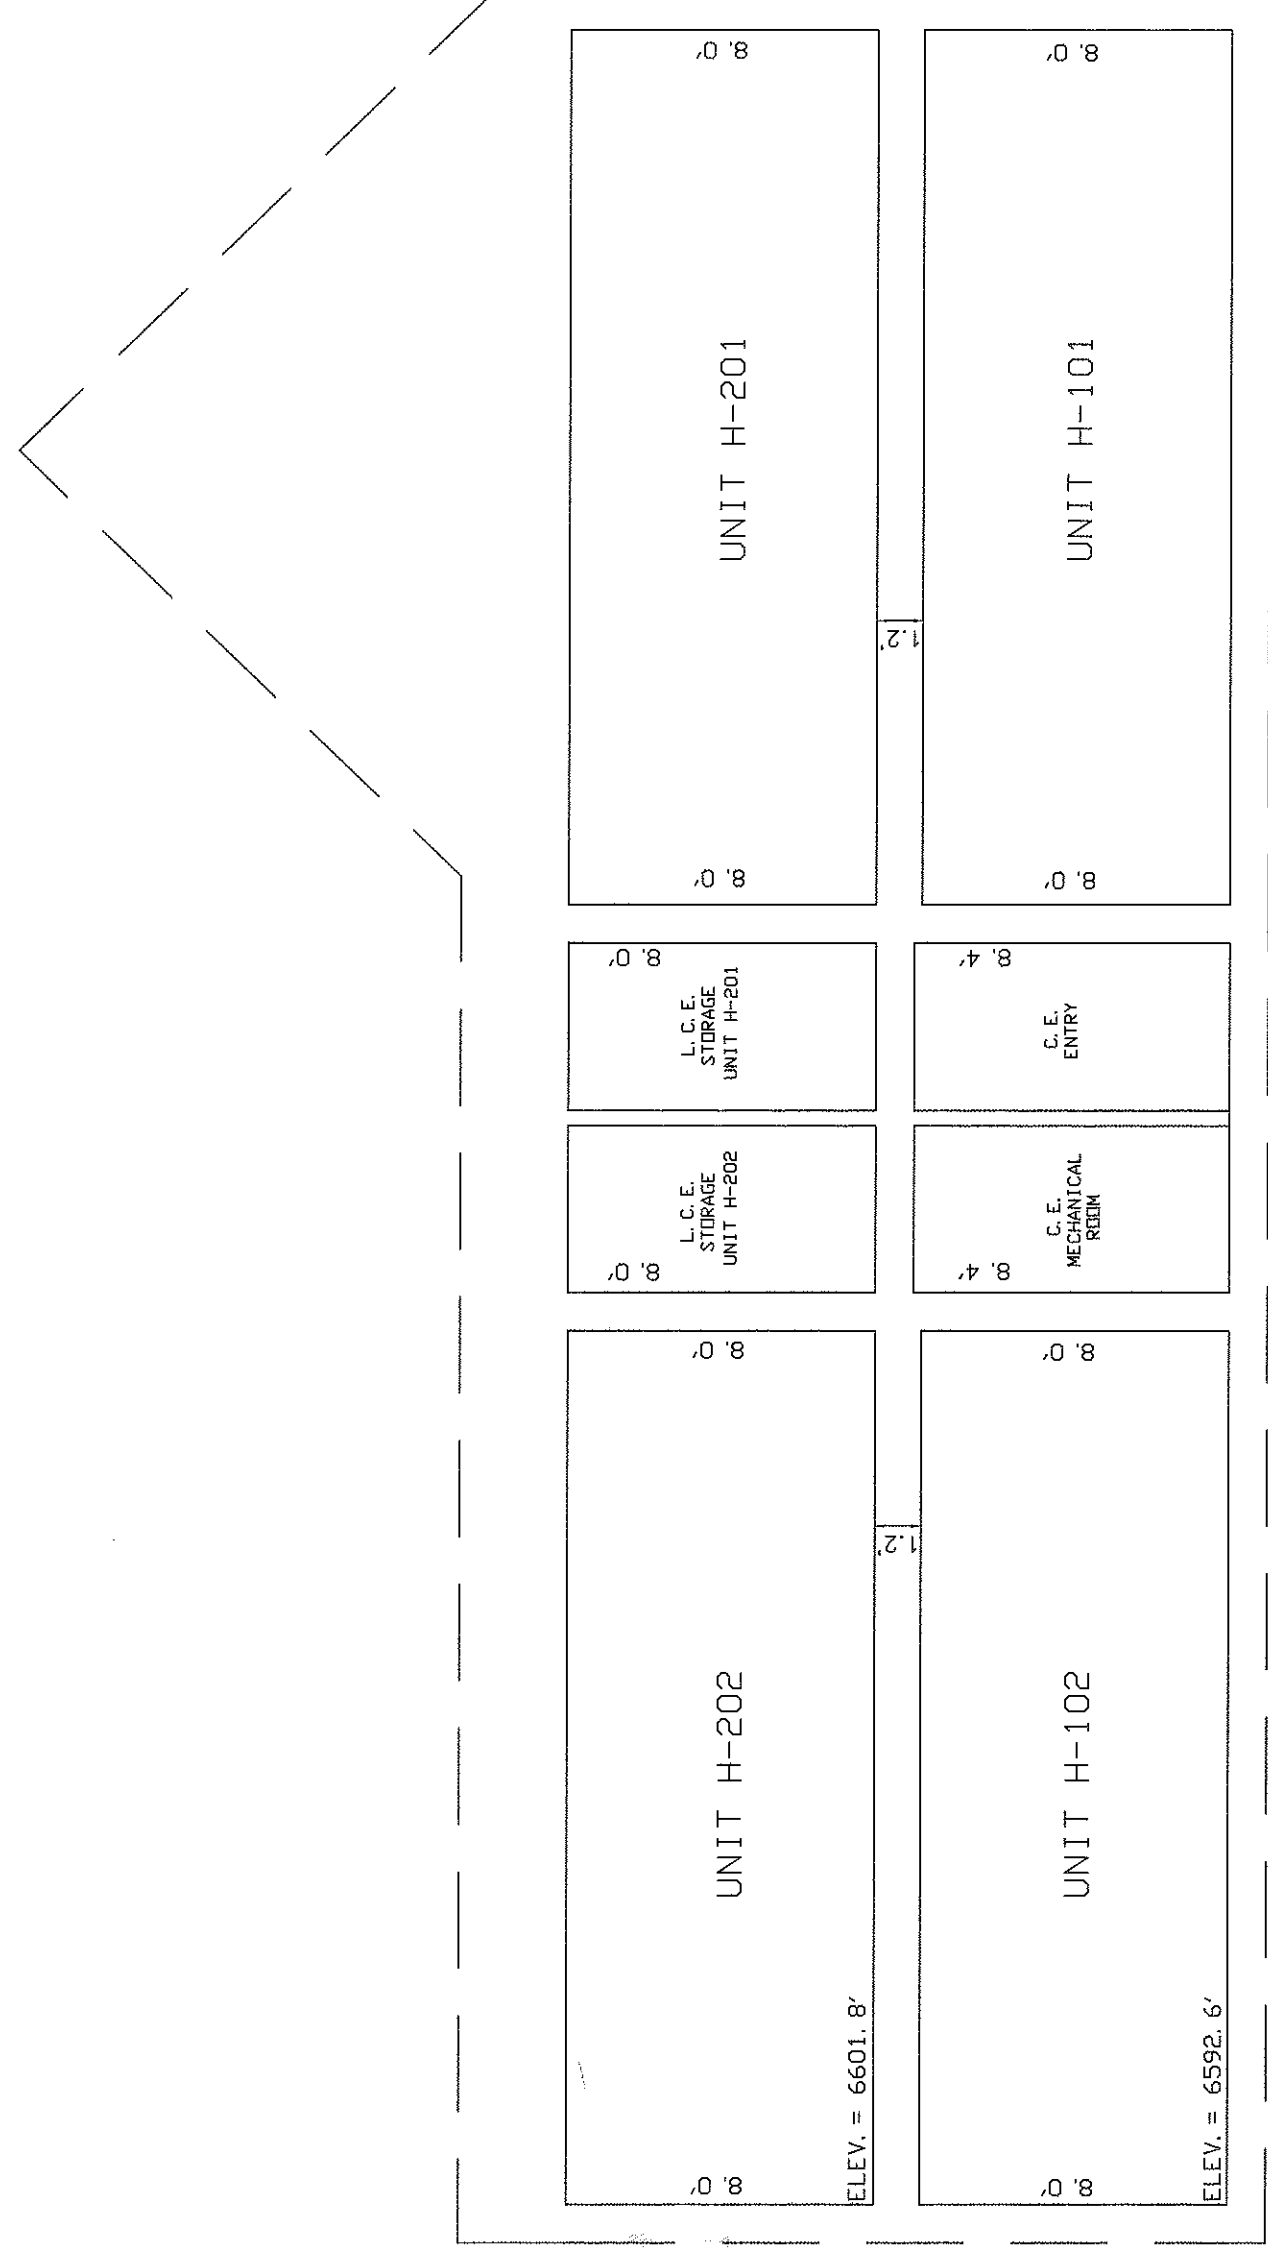 8.0'
8.0'
UNIT H-201
UNIT H-101
1.2'
8.0'
8.0'
8.0'
L.C.E.
STORAGE
UNIT H-201
8.4'
C.E.
ENTRY
L.C.E.
STORAGE
UNIT H-202
8.0'
C.E.
MECHANICAL
ROOM
8.4'
8.0'
8.0'
1.2'
UNIT H-202
UNIT H-102
ELEV. = 6601.8'
ELEV. = 6592.6'
8.0'
8.0'